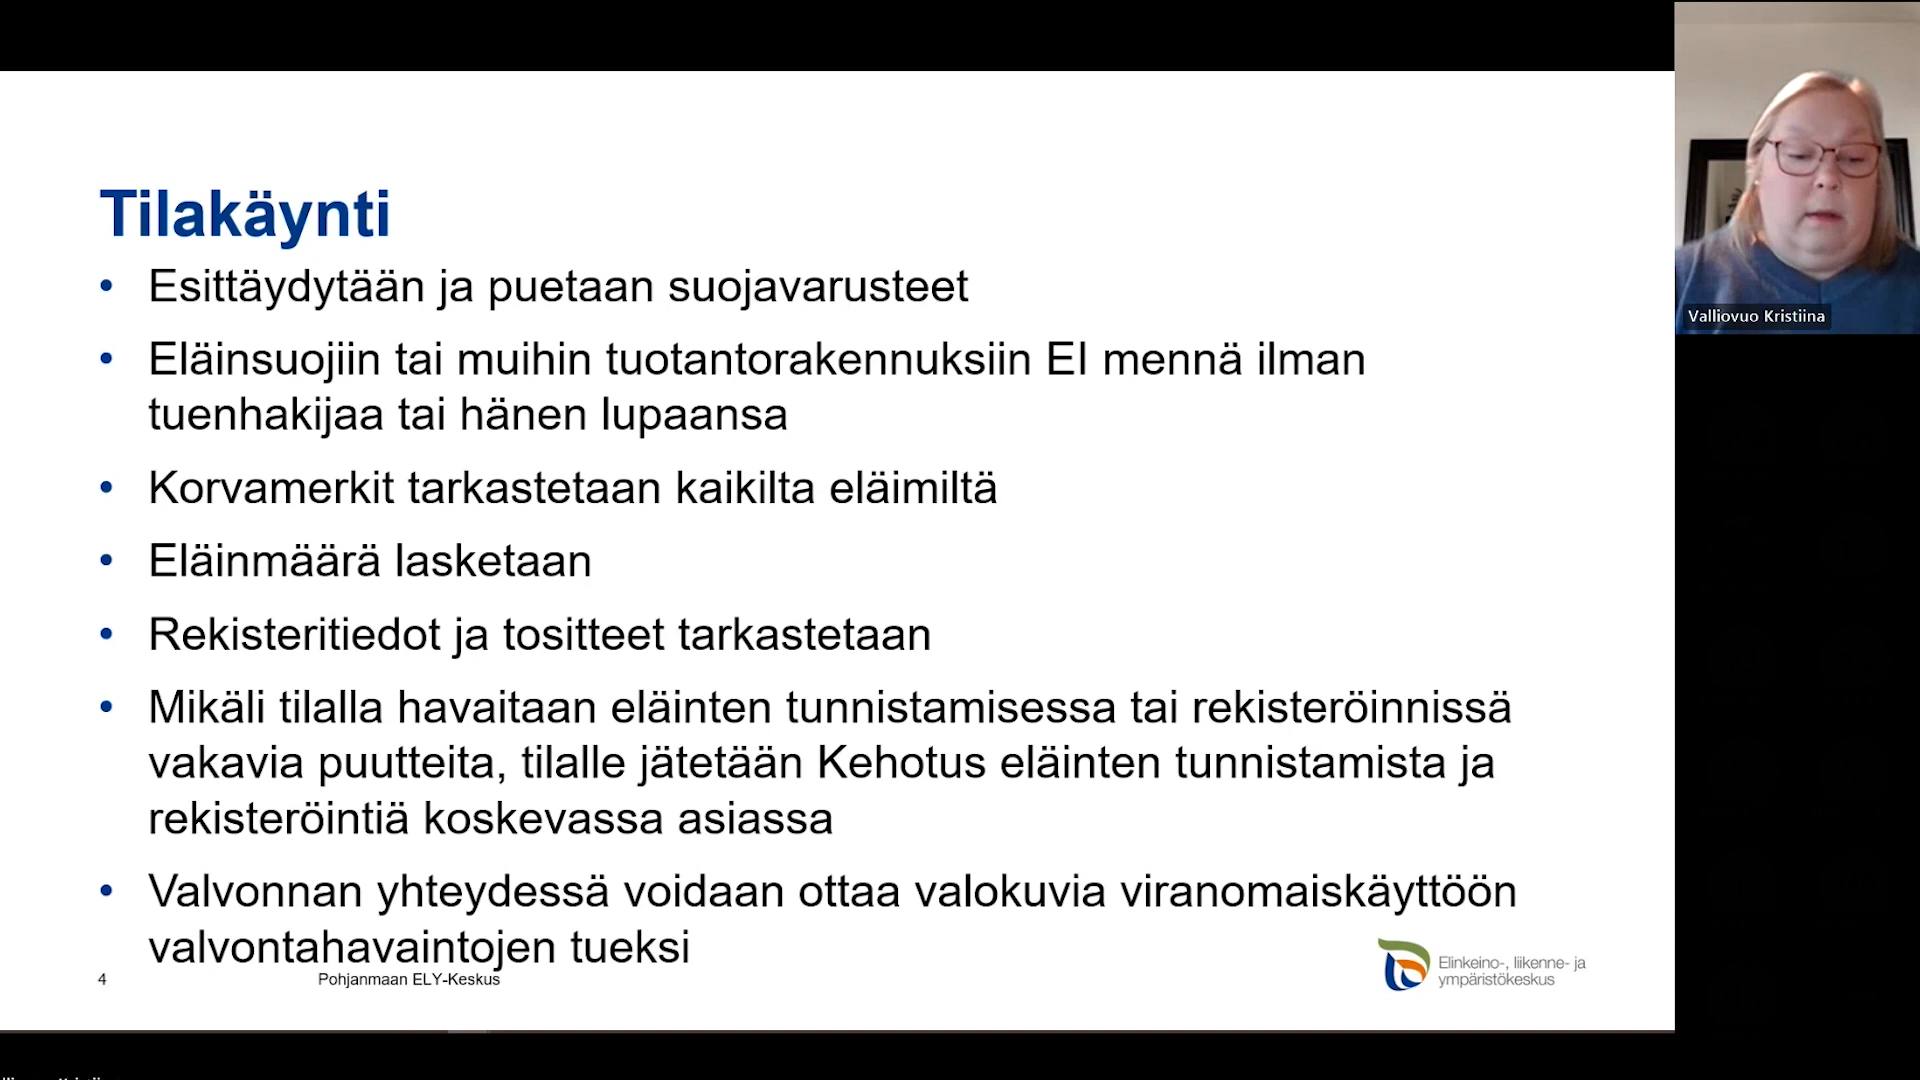 Tilakäynti
• Esittäydytään ja puetaan suojavarusteet
• Eläinsuojiin tai muihin tuotantorakennuksiin EI mennä ilman
tuenhakijaa tai hänen lupaansa
• Korvamerkit tarkastetaan kaikilta eläimiltä
• Eläinmäärä lasketaan
• Rekisteritiedot ja tositteet tarkastetaan
• Mikäli tilalla havaitaan eläinten tunnistamisessa tai rekisteröinnissä
vakavia puutteita, tilalle jätetään Kehotus eläinten tunnistamista ja
rekisteröintiä koskevassa asiassa
• Valvonnan yhteydessä voidaan ottaa valokuvia viranomaiskäyttöön
valvontahavaintojen tueksi
4
Pohjanmaan ELY-Keskus
Elinkeino-, liikenne- ja
ympäristökeskus
Valliovuo Kristiina